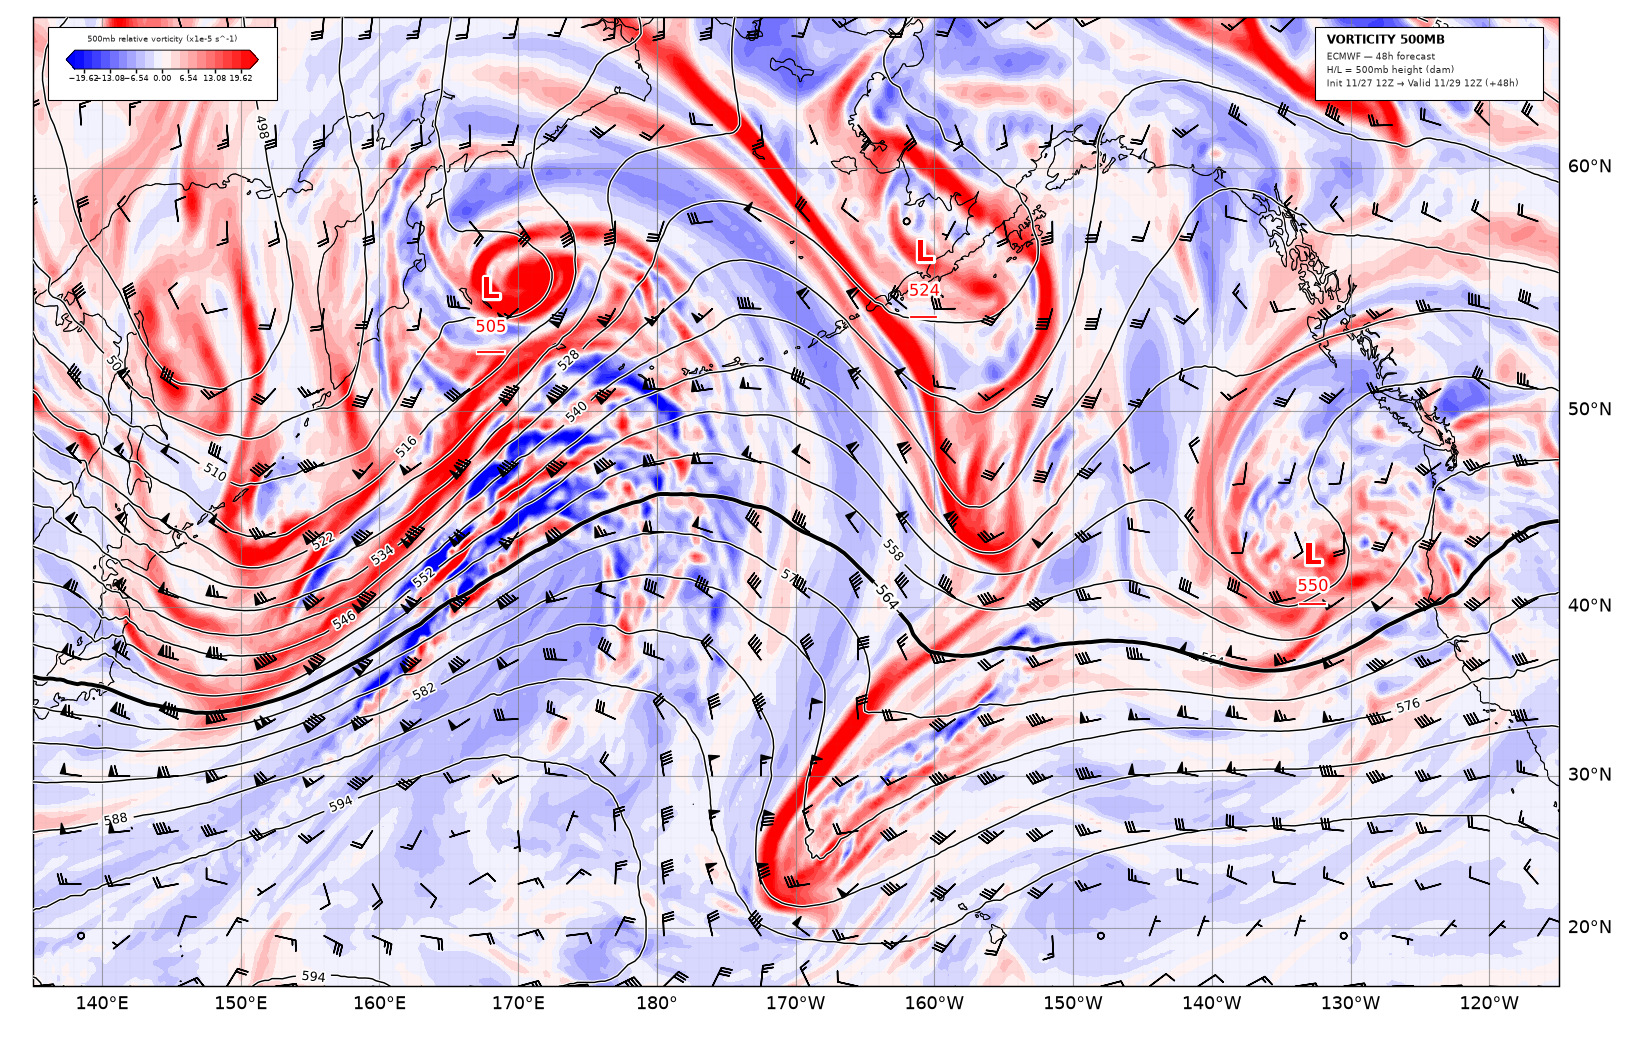 500mb relative vorticity (x1e-5 s^-1)
−19.62 −13.08 −6.54 0.00 6.54 13.08 19.62
VORTICITY 500MB
ECMWF — 48h forecast
H/L = 500mb height (dam)
Init 11/27 12Z → Valid 11/29 12Z (+48h)
498
60°N
L
524
L
505
528
50
540
50°N
516
510
522
534
558
552
L
550
57
564
546
40°N
564
582
576
30°N
594
588
20°N
594
140°E 150°E 160°E 170°E 180° 170°W 160°W 150°W 140°W 130°W 120°W